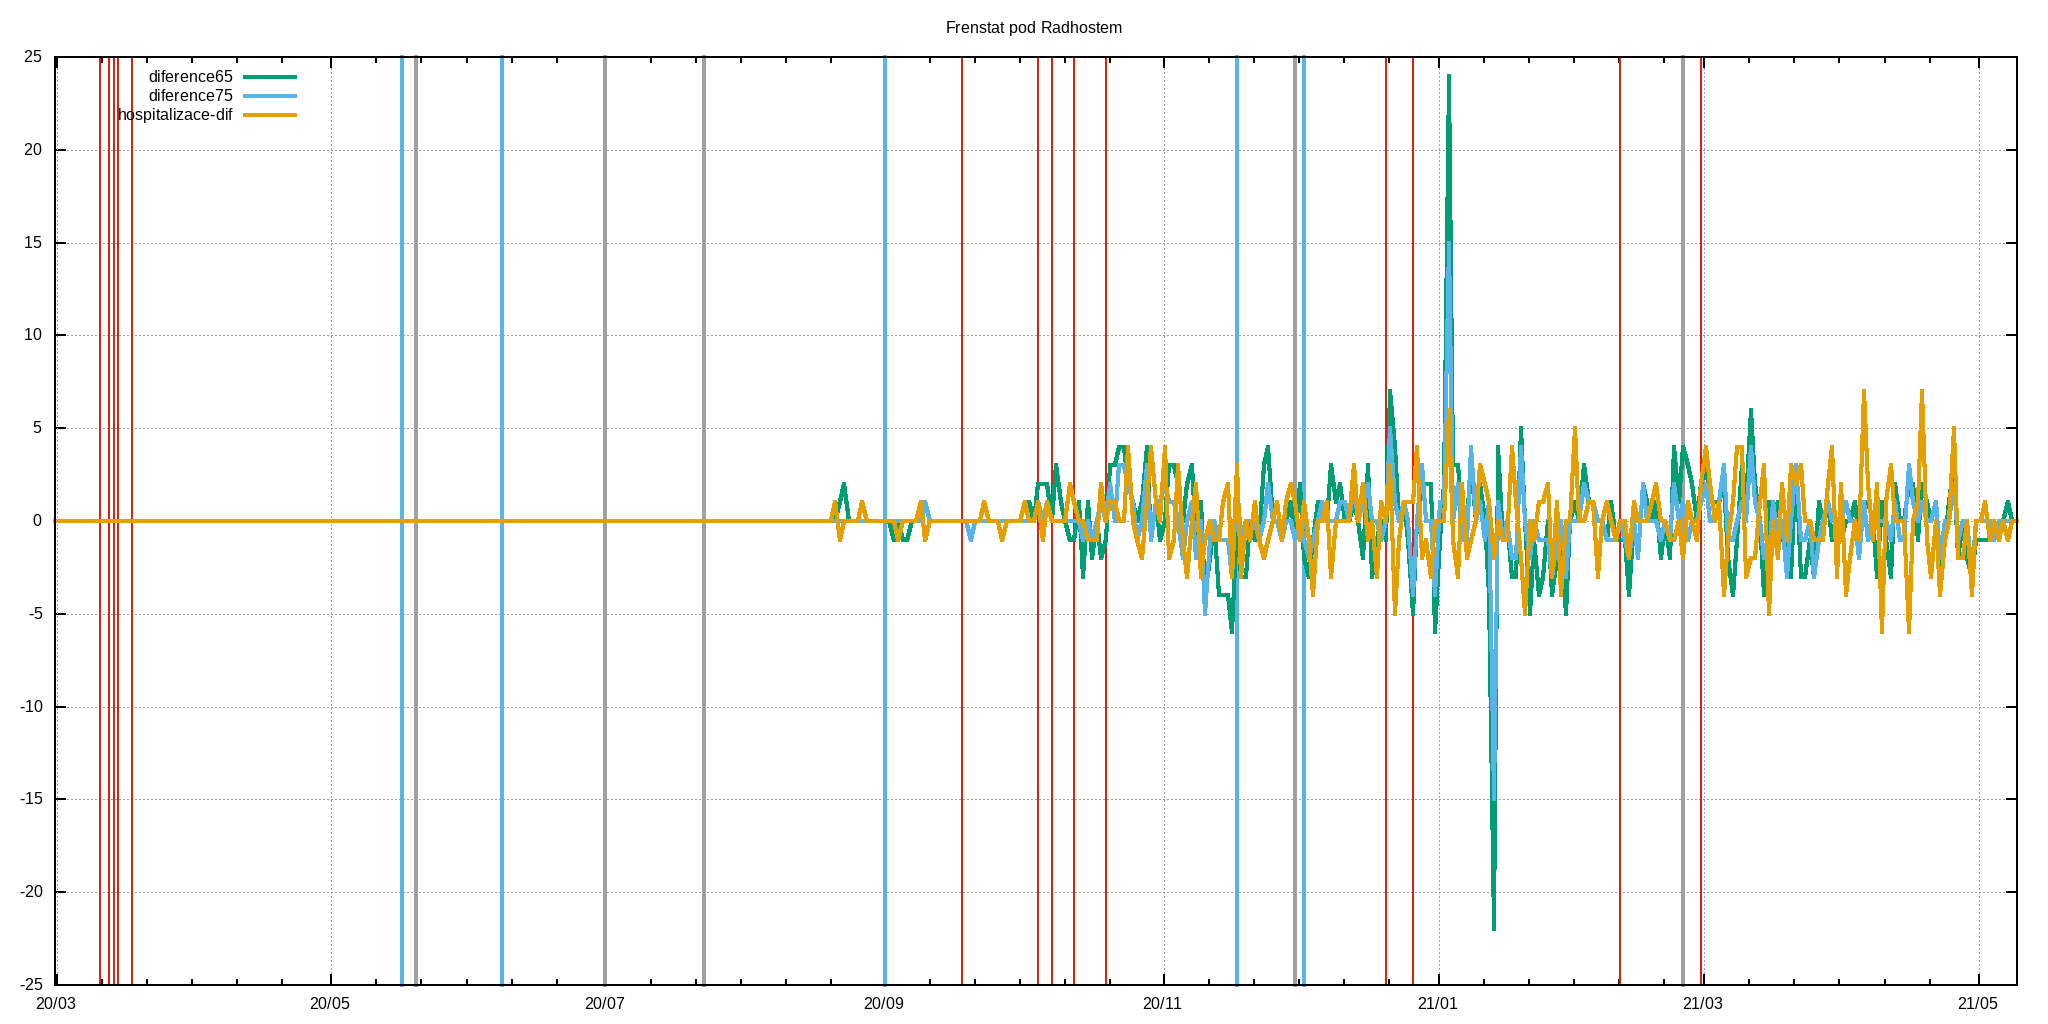 Frenstat pod Radhostem
25
diference65
diference75
hospitalizace-dif
20
15
10
5
0
-5
-10
-15
-20
-25
20/03 20/05 20/07 20/09 20/11 21/01 21/03 21/05